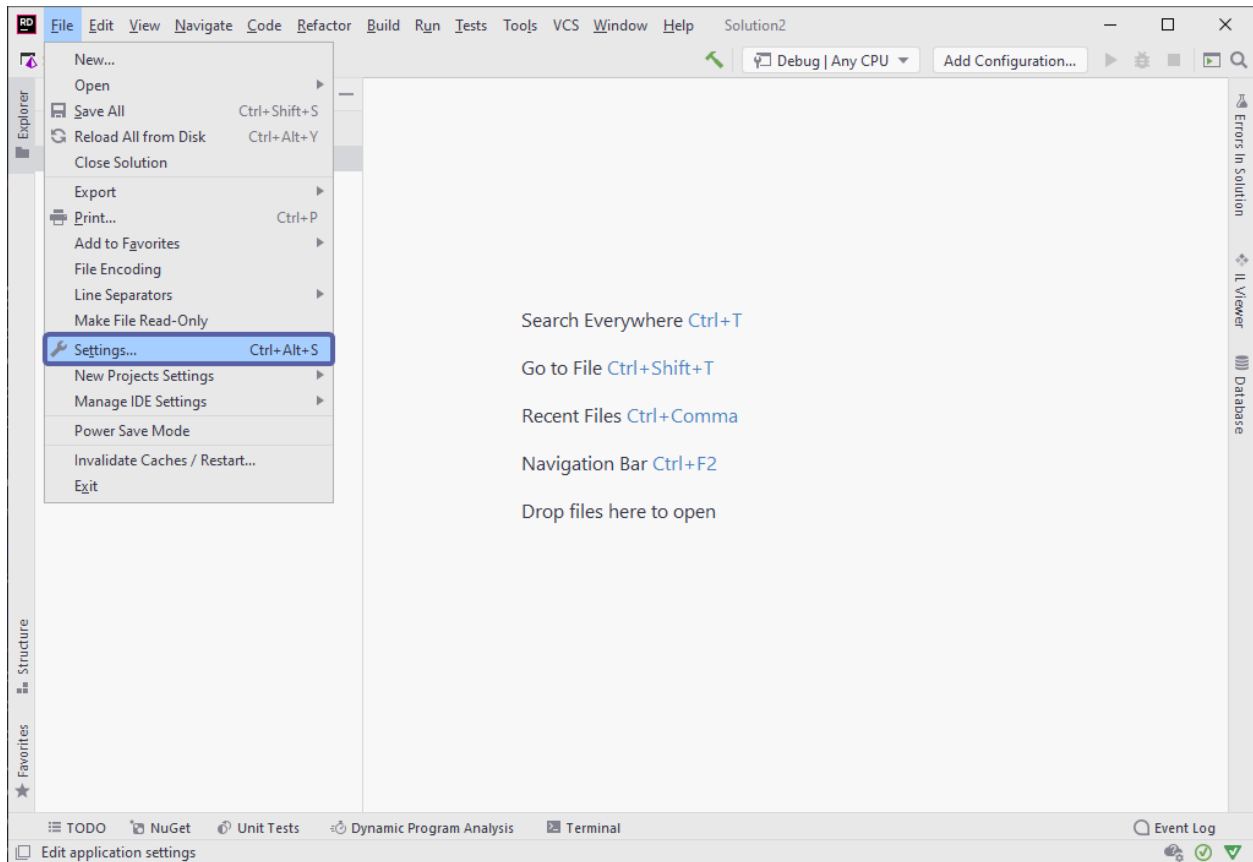 RD File Edit View Navigate Code Refactor Build Run Tests Tools VCS Window Help Solution2
Debug | Any CPU Add Configuration...
New...
Open
Save All Ctrl+Shift+S
Reload All from Disk Ctrl+Alt+Y
Close Solution
Export
Print... Ctrl+P
Add to Favorites
File Encoding
Line Separators
Make File Read-Only
Settings... Ctrl+Alt+S
New Projects Settings
Manage IDE Settings
Power Save Mode
Invalidate Caches / Restart...
Exit
Explorer
Structure
Favorites
Search Everywhere Ctrl+T
Go to File Ctrl+Shift+T
Recent Files Ctrl+Comma
Navigation Bar Ctrl+F2
Drop files here to open
Errors In Solution
IL Viewer
Database
TODO NuGet Unit Tests Dynamic Program Analysis Terminal Event Log
Edit application settings